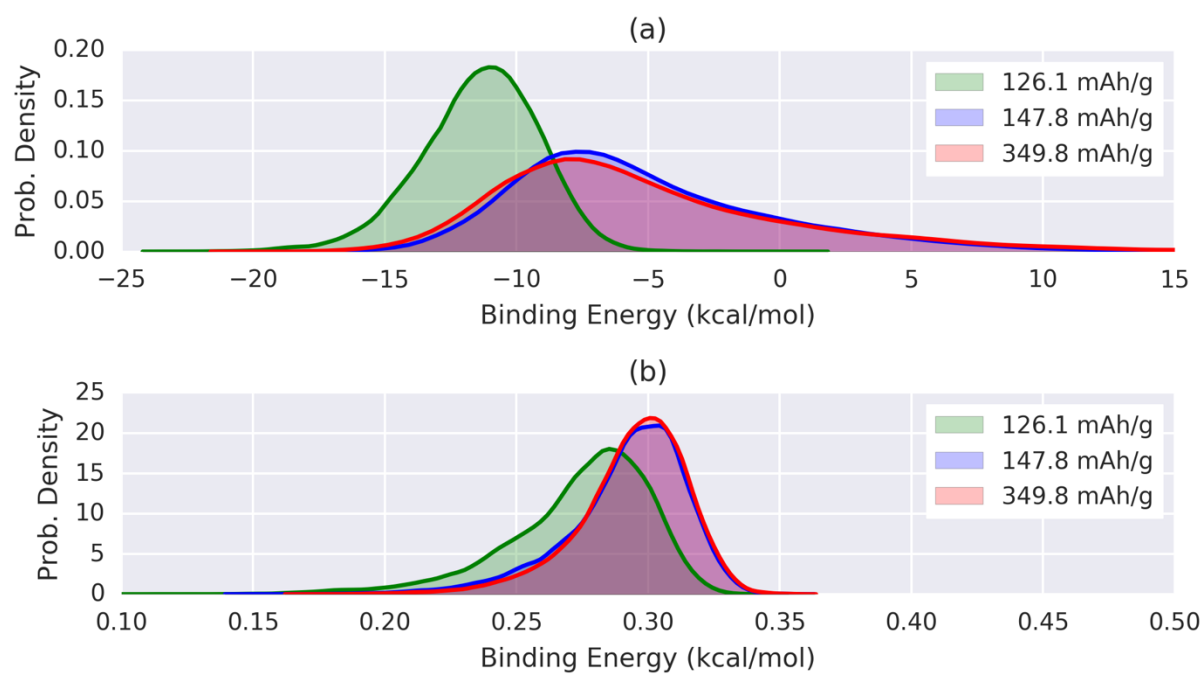 (a)
Prob. Density
0.20
0.15
0.10
0.05
0.00
126.1 mAh/g
147.8 mAh/g
349.8 mAh/g
−25 −20 −15 −10 −5 0 5 10 15
Binding Energy (kcal/mol)
(b)
Prob. Density
25
20
15
10
5
0
126.1 mAh/g
147.8 mAh/g
349.8 mAh/g
0.10 0.15 0.20 0.25 0.30 0.35 0.40 0.45 0.50
Binding Energy (kcal/mol)